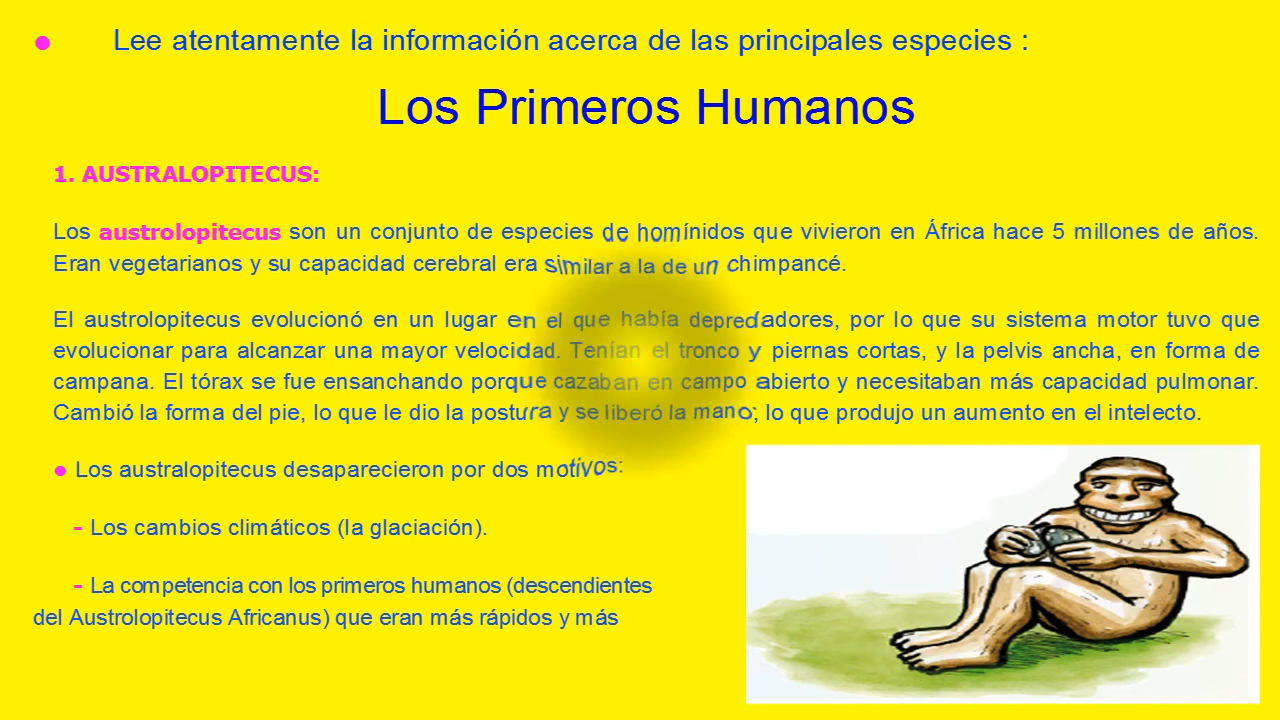 ● Lee atentamente la información acerca de las principales especies :
Los Primeros Humanos
1. AUSTRALOPITECUS:
Los austrolopitecus son un conjunto de especies de homínidos que vivieron en África hace 5 millones de años.
Eran vegetarianos y su capacidad cerebral era similar a la de un chimpancé.
El austrolopitecus evolucionó en un lugar en el que había depredadores, por lo que su sistema motor tuvo que
evolucionar para alcanzar una mayor velocidad. Tenían el tronco y piernas cortas, y la pelvis ancha, en forma de
campana. El tórax se fue ensanchando porque cazaban en campo abierto y necesitaban más capacidad pulmonar.
Cambió la forma del pie, lo que le dio la postura y se liberó la mano; lo que produjo un aumento en el intelecto.
● Los australopitecus desaparecieron por dos motivos:
- Los cambios climáticos (la glaciación).
- La competencia con los primeros humanos (descendientes
del Austrolopitecus Africanus) que eran más rápidos y más